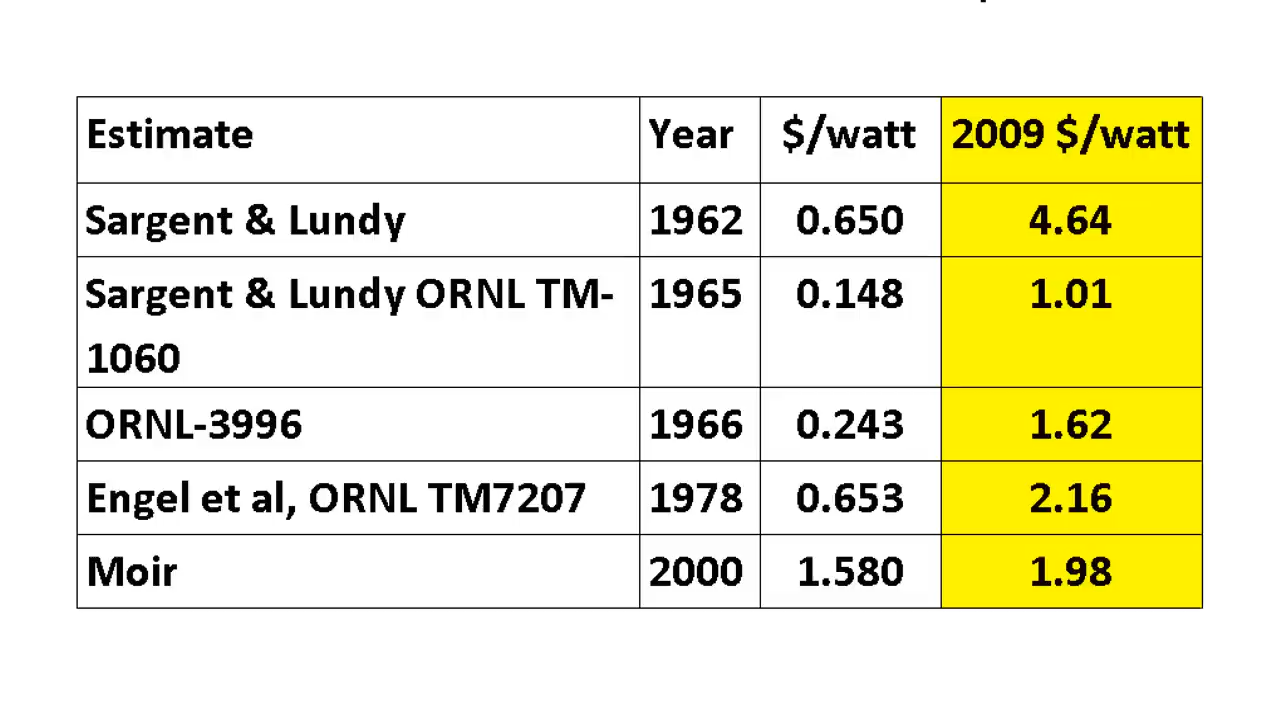 Estimate Year $/watt 2009 $/watt
Sargent & Lundy 1962 0.650 4.64
Sargent & Lundy ORNL TM- 1965 0.148 1.01
1060
ORNL-3996 1966 0.243 1.62
Engel et al, ORNL TM7207 1978 0.653 2.16
Moir 2000 1.580 1.98